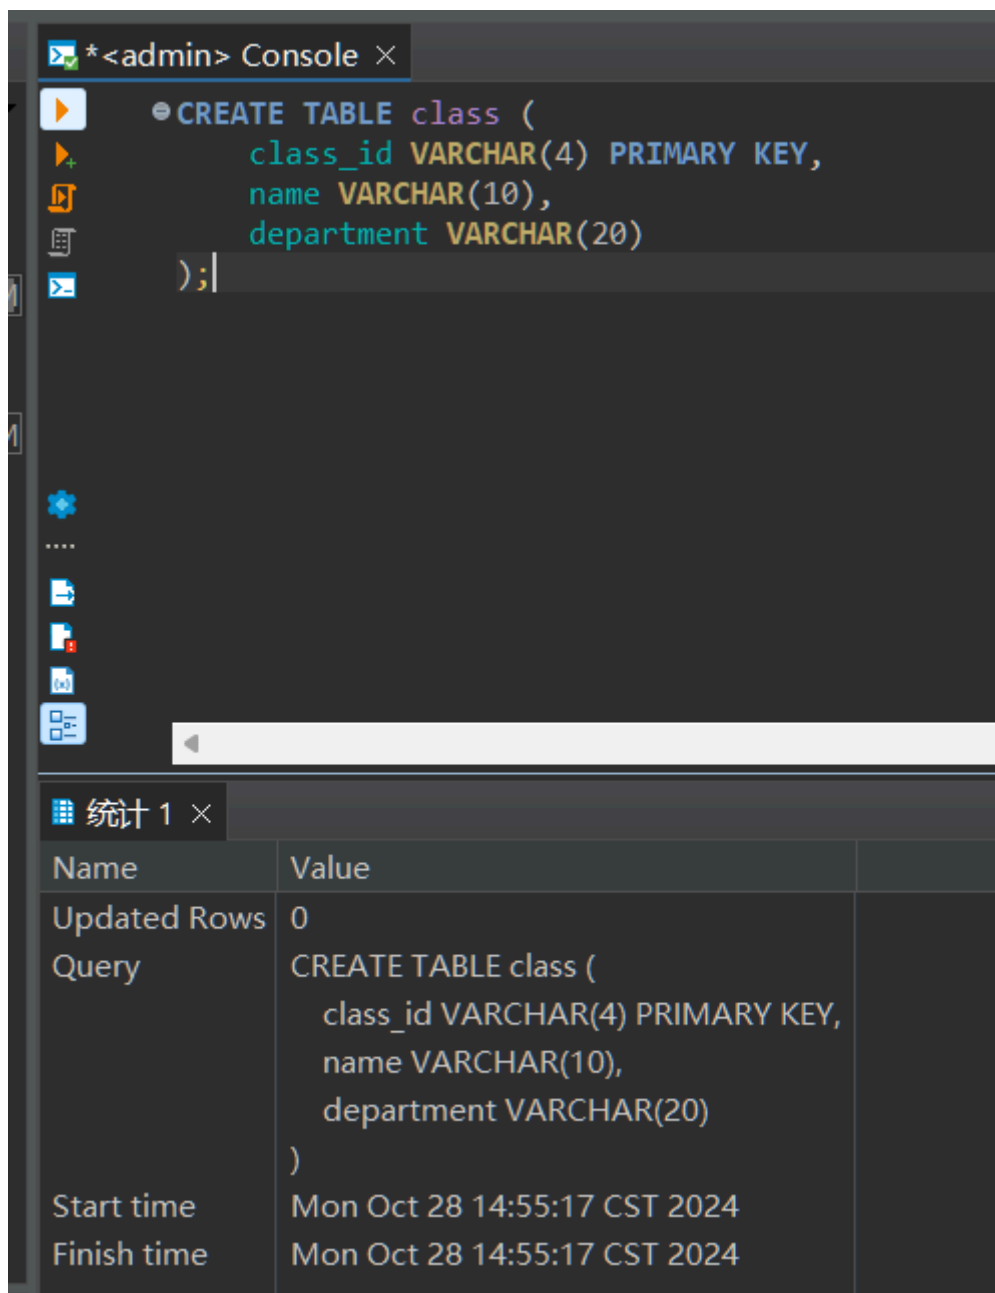 *<admin> Console
CREATE TABLE class (
class_id VARCHAR(4) PRIMARY KEY,
name VARCHAR(10),
department VARCHAR(20)
);
统计 1
Name Value
Updated Rows 0
Query CREATE TABLE class (
class_id VARCHAR(4) PRIMARY KEY,
name VARCHAR(10),
department VARCHAR(20)
)
Start time Mon Oct 28 14:55:17 CST 2024
Finish time Mon Oct 28 14:55:17 CST 2024